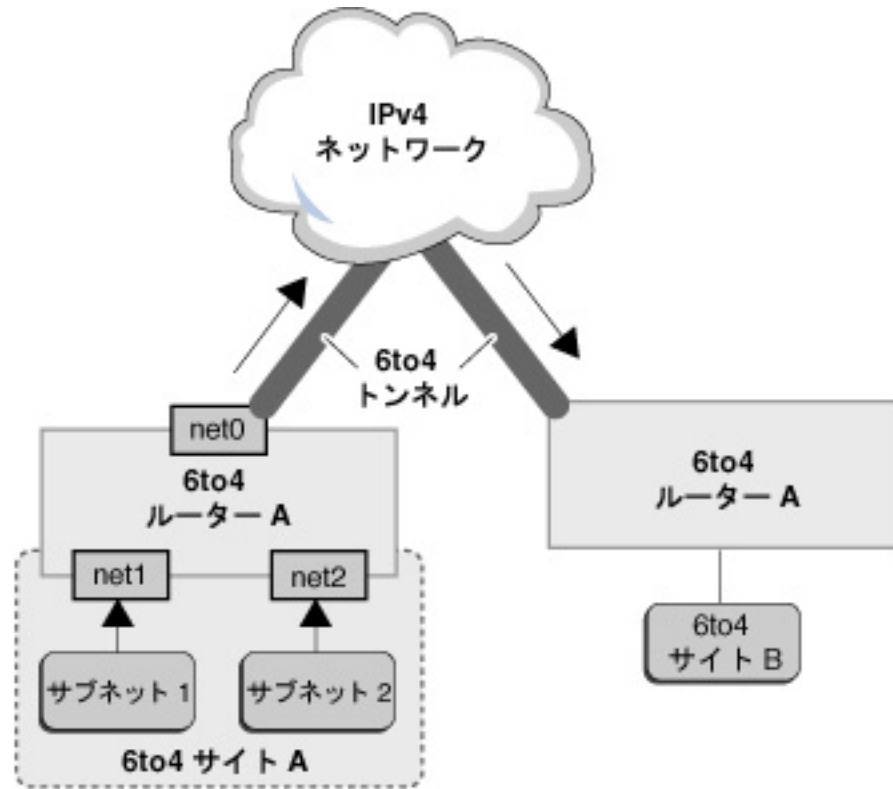 IPv4
ネットワーク
6to4
トンネル
net0
6to4
ルーター A
net1
net2
サブネット 1
サブネット 2
6to4 サイト A
6to4
ルーター A
6to4
サイト B